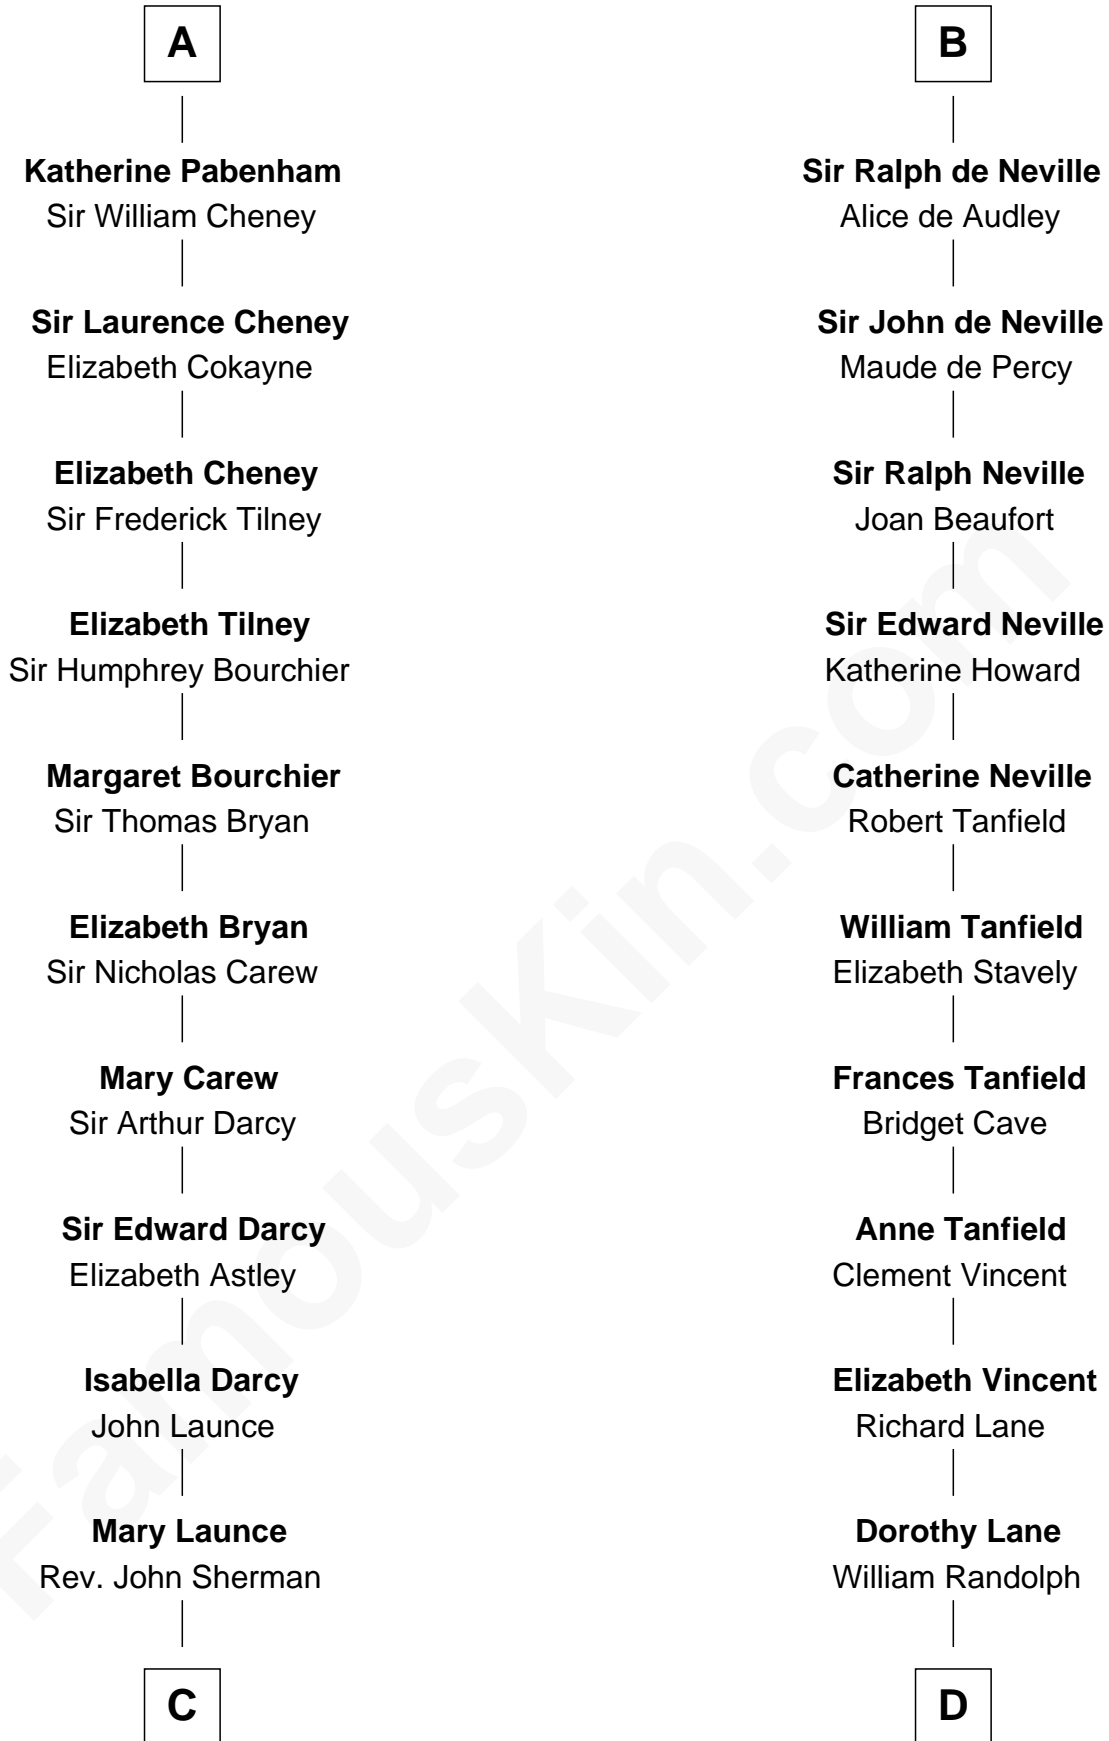 A
Katherine Pabenham
Sir William Cheney
Sir Laurence Cheney
Elizabeth Cokayne
Elizabeth Cheney
Sir Frederick Tilney
Elizabeth Tilney
Sir Humphrey Bourchier
Margaret Bourchier
Sir Thomas Bryan
Elizabeth Bryan
Sir Nicholas Carew
Mary Carew
Sir Arthur Darcy
Sir Edward Darcy
Elizabeth Astley
Isabella Darcy
John Launce
Mary Launce
Rev. John Sherman
C
B
Sir Ralph de Neville
Alice de Audley
Sir John de Neville
Maude de Percy
Sir Ralph Neville
Joan Beaufort
Sir Edward Neville
Katherine Howard
Catherine Neville
Robert Tanfield
William Tanfield
Elizabeth Stavely
Frances Tanfield
Bridget Cave
Anne Tanfield
Clement Vincent
Elizabeth Vincent
Richard Lane
Dorothy Lane
William Randolph
D
FamousKin.com